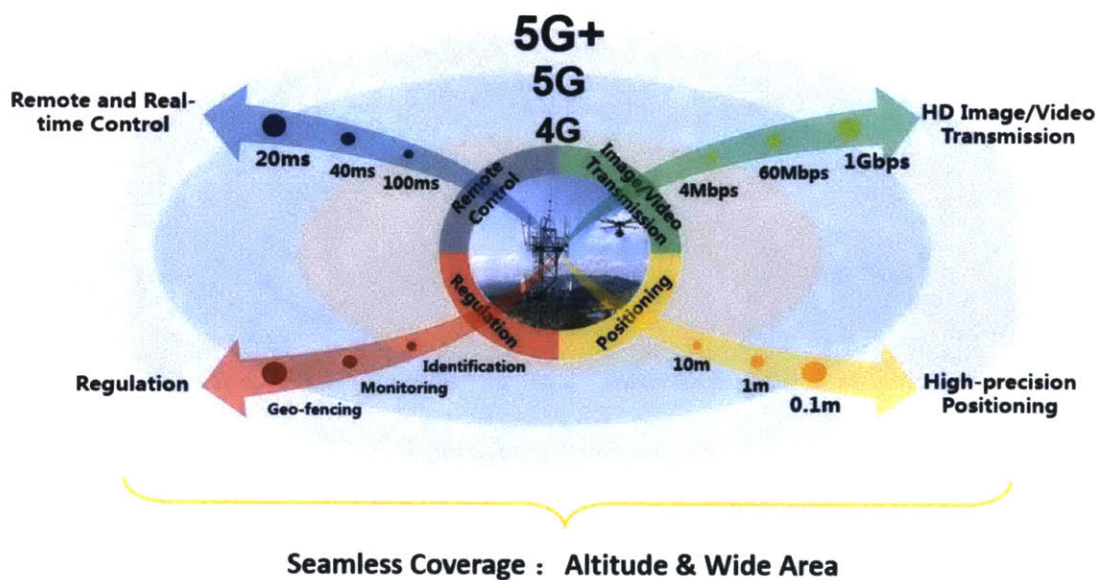 5G+
5G
4G
Remote and Real-
time Control
20ms
40ms
100ms
HD Image/Video
Transmission
4Mbps
60Mbps
1Gbps
Remote
Control
Image/Video
Transmission
Regulation
Positioning
Regulation
Identification
Monitoring
Geo-fencing
10m
1m
0.1m
High-precision
Positioning
Seamless Coverage : Altitude & Wide Area